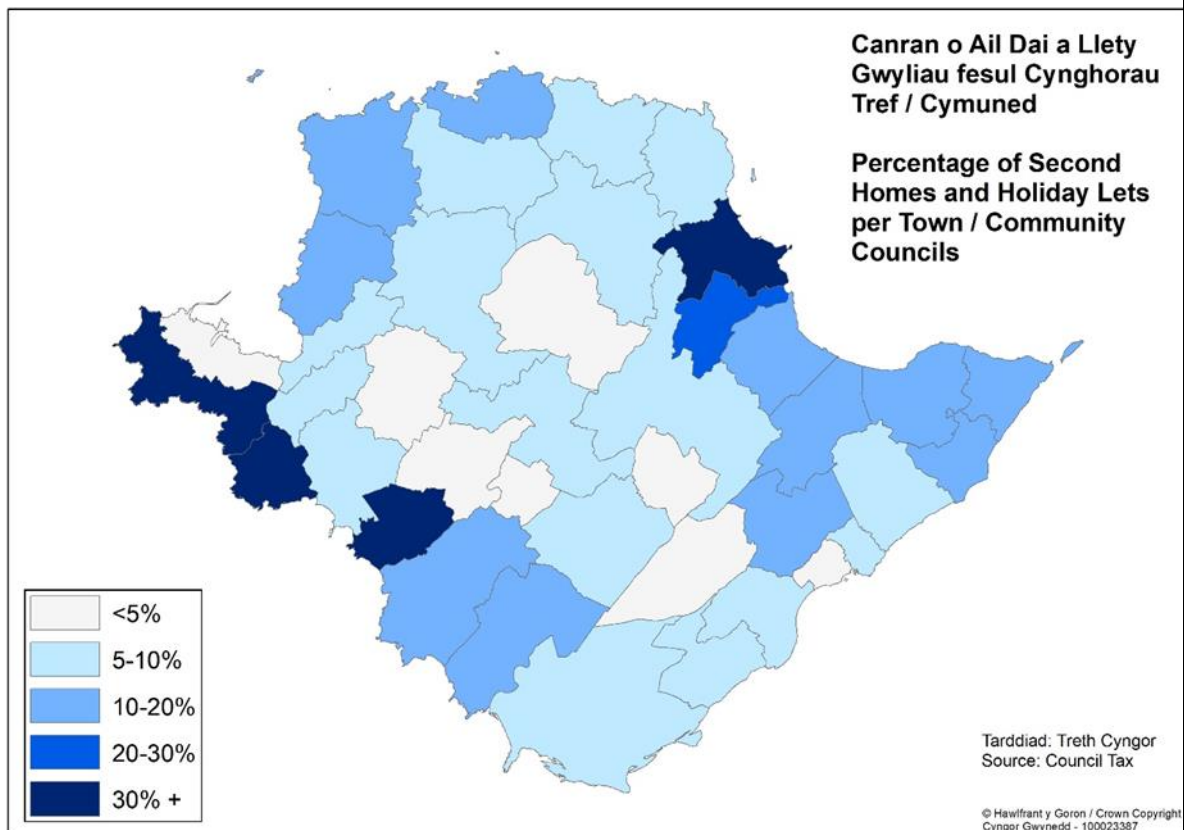 Canran o Ail Dai a Llety
Gwyliau fesul Cynghorau
Tref / Cymuned
Percentage of Second
Homes and Holiday Lets
per Town / Community
Councils
<5%
5-10%
10-20%
20-30%
30% +
Tarddiad: Treth Cyngor
Source: Council Tax
© Hawlfrant y Goron / Crown Copyright
Cyngor Gwynedd - 100023387